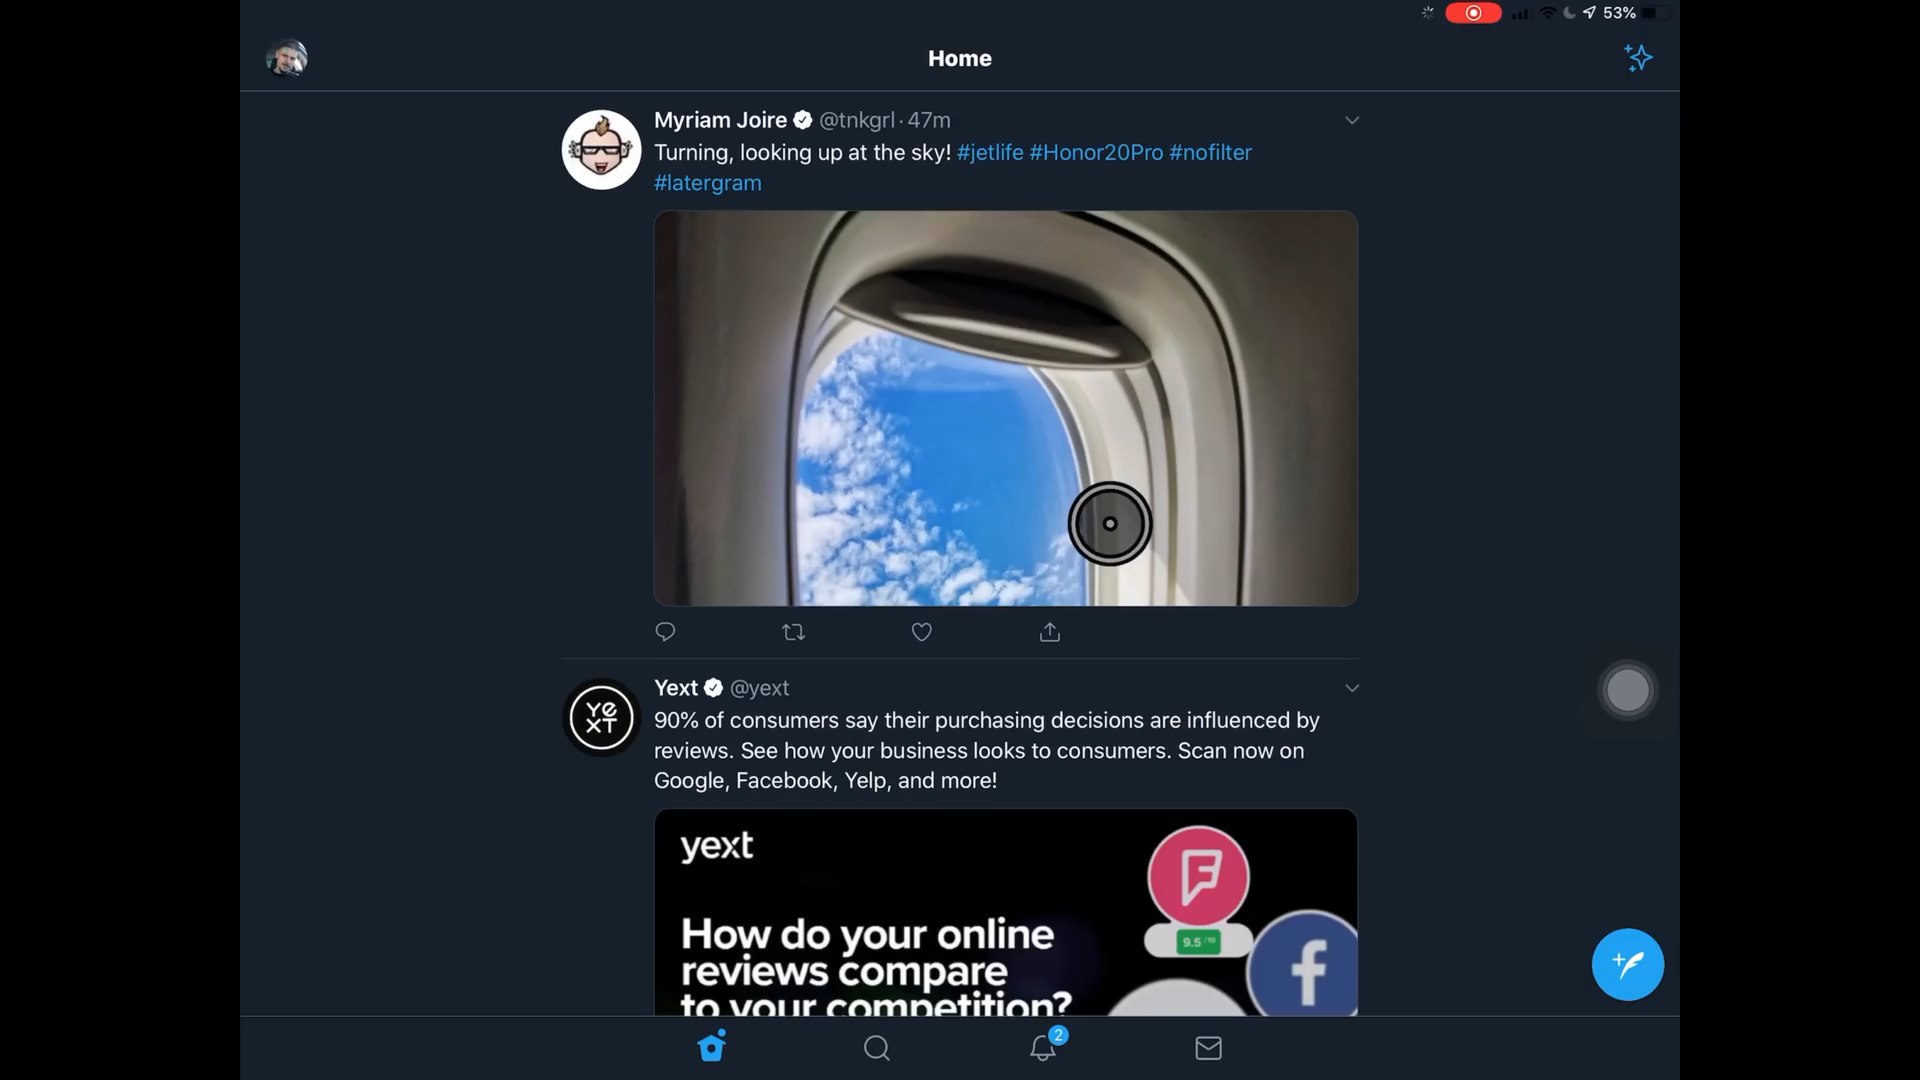 53%
Home
Myriam Joire @tnkgrl · 47m
Turning, looking up at the sky! #jetlife #Honor20Pro #nofilter
#latergram
Yext @yext
YEXT
90% of consumers say their purchasing decisions are influenced by
reviews. See how your business looks to consumers. Scan now on
Google, Facebook, Yelp, and more!
yext
How do your online
reviews compare
to your competition?
9.5 /10
2